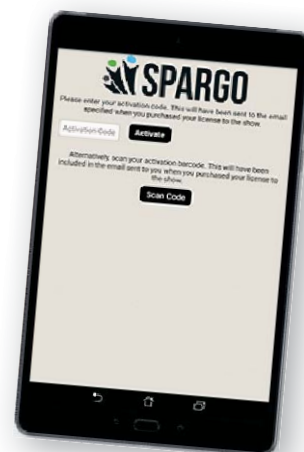 SPARGO
Please enter your activation code. This will have been sent to the email
specified when you purchased your license to the show.
Activation Code
Activate
Alternatively, scan your activation barcode. This will have been
included in the email sent to you when you purchased your license to
the show.
Scan Code